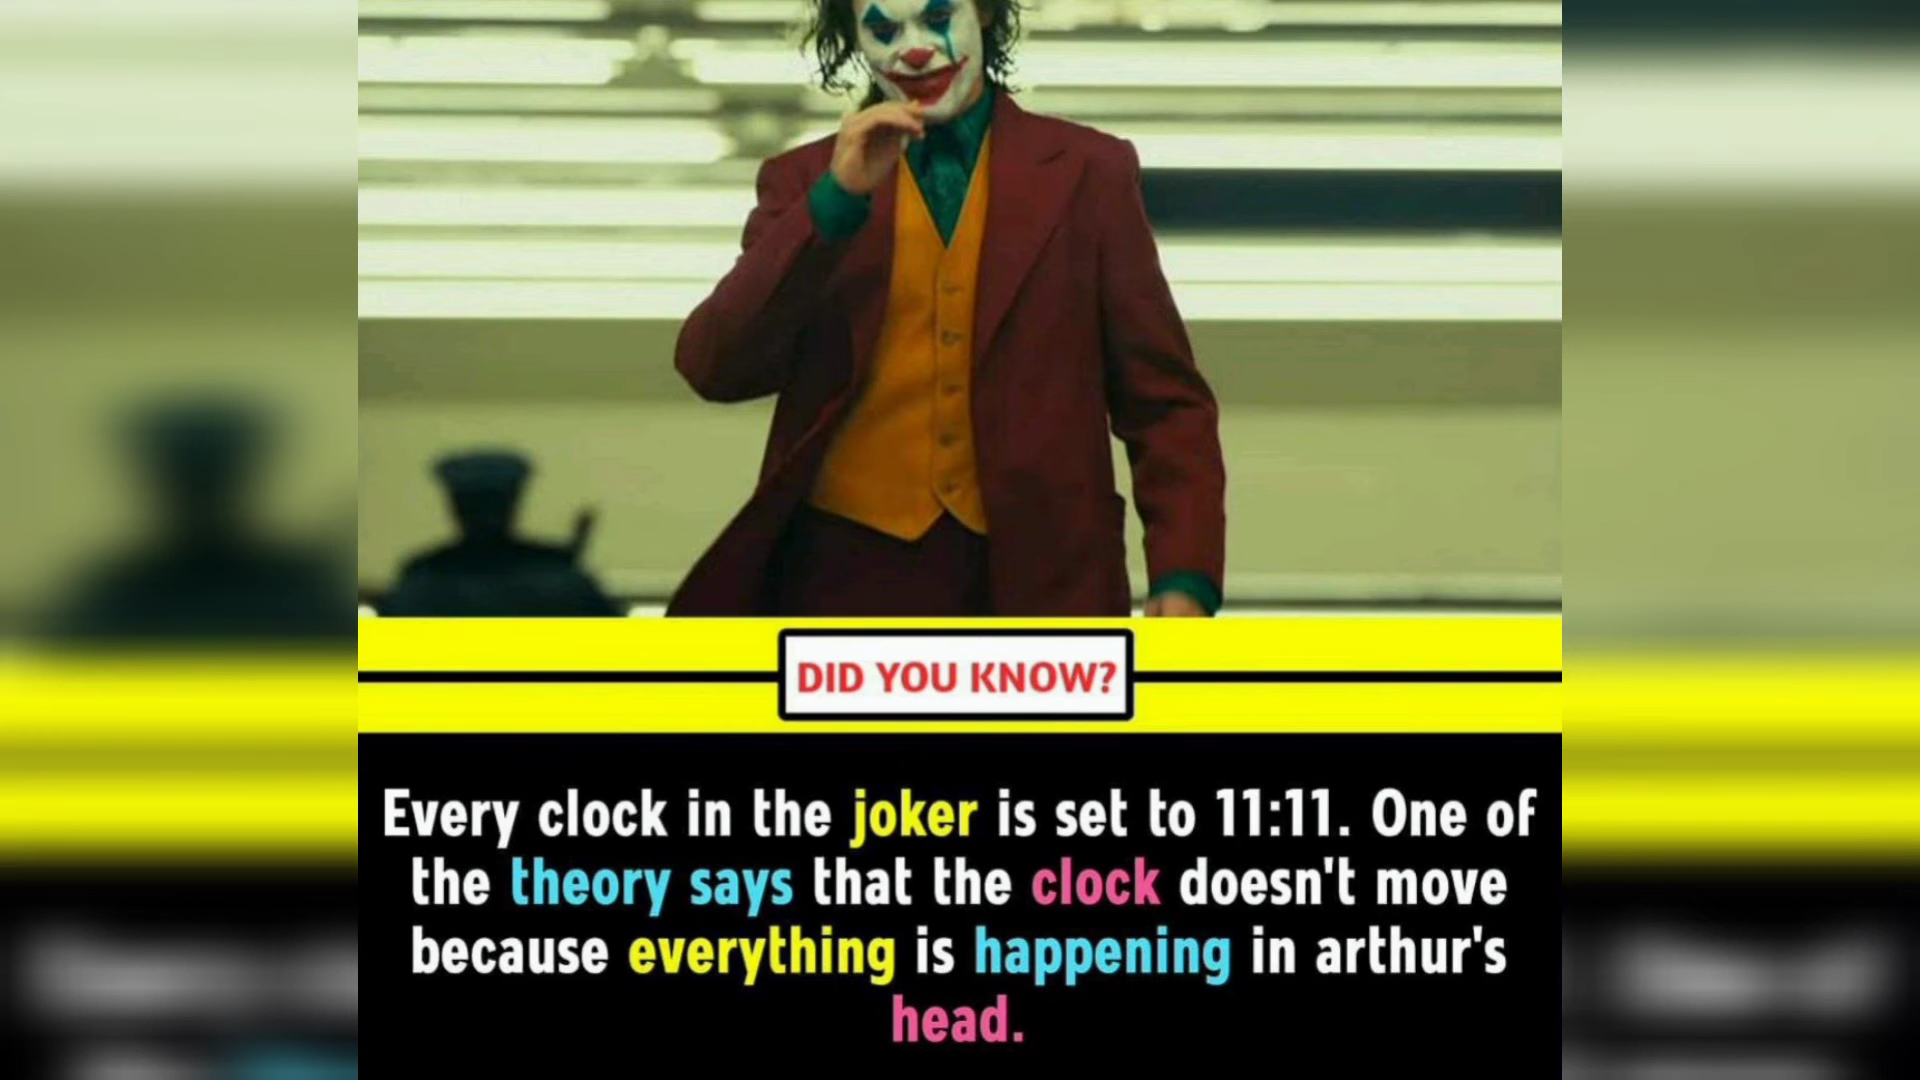 DID YOU KNOW?
Every clock in the joker is set to 11:11. One of
the theory says that the clock doesn't move
because everything is happening in arthur's
head.